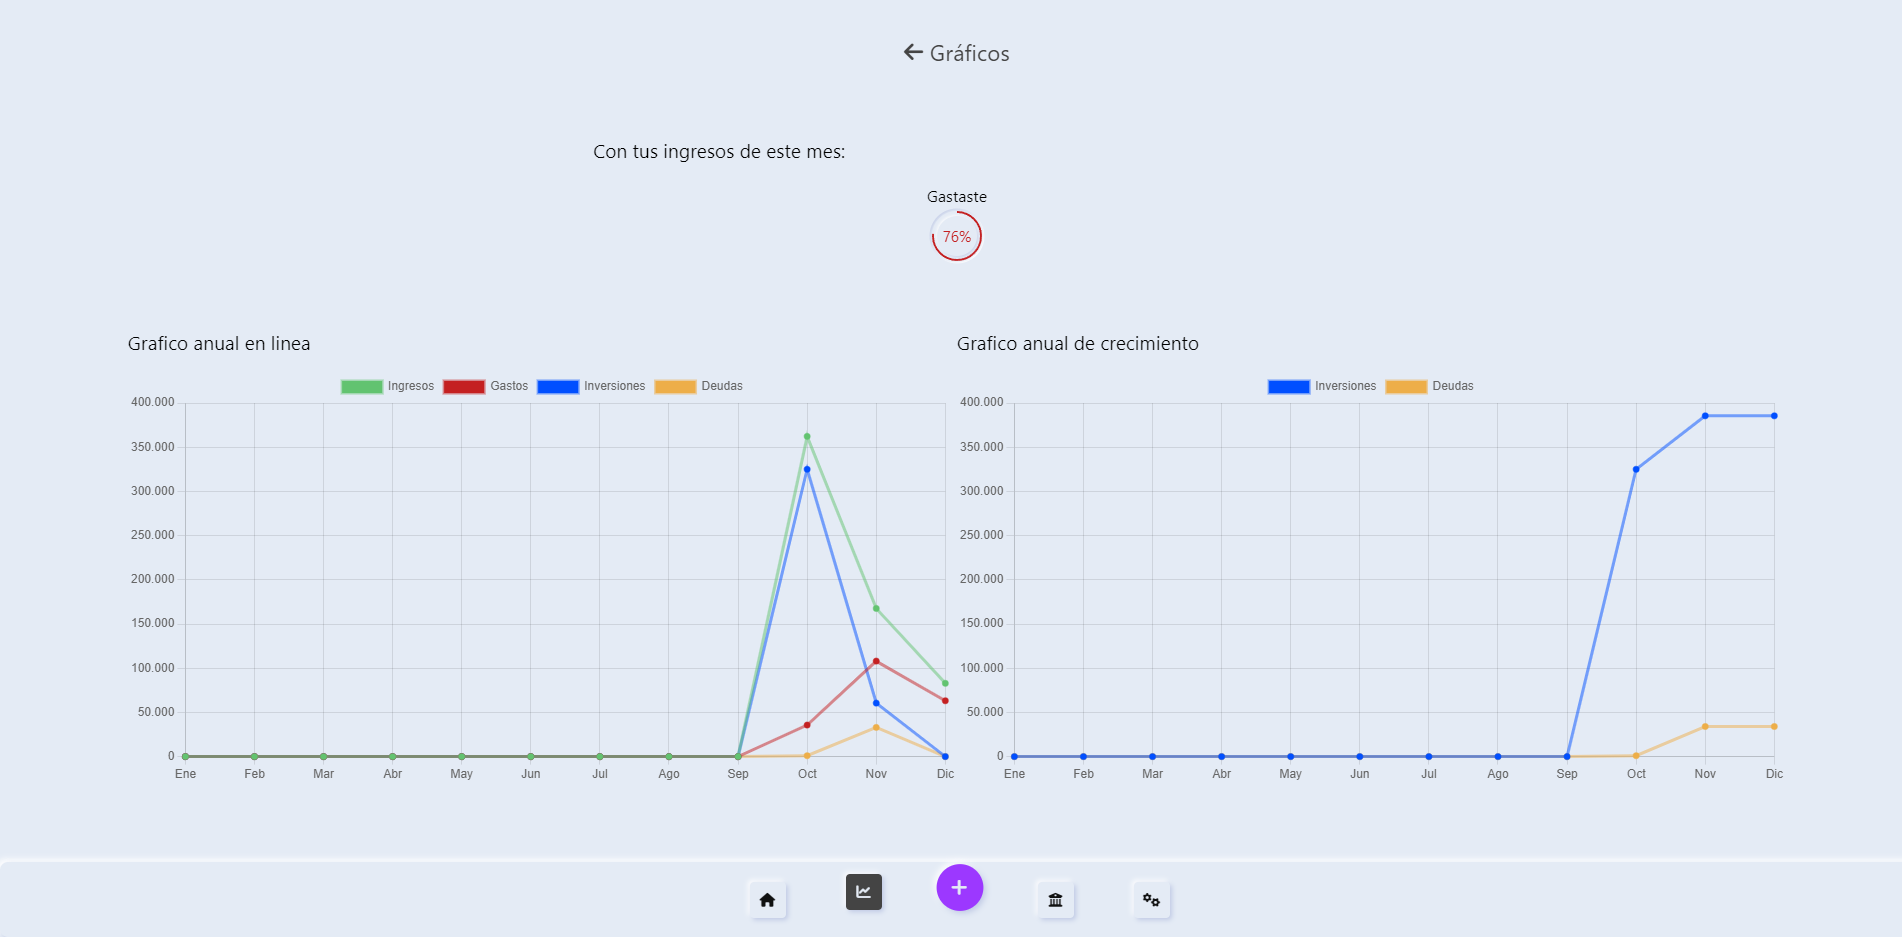 Gráficos
Con tus ingresos de este mes:
Gastaste
76%
Grafico anual en linea
Ingresos Gastos Inversiones Deudas
400.000
350.000
300.000
250.000
200.000
150.000
100.000
50.000
0
Ene Feb Mar Abr May Jun Jul Ago Sep Oct Nov Dic
Grafico anual de crecimiento
Inversiones Deudas
400.000
350.000
300.000
250.000
200.000
150.000
100.000
50.000
0
Ene Feb Mar Abr May Jun Jul Ago Sep Oct Nov Dic